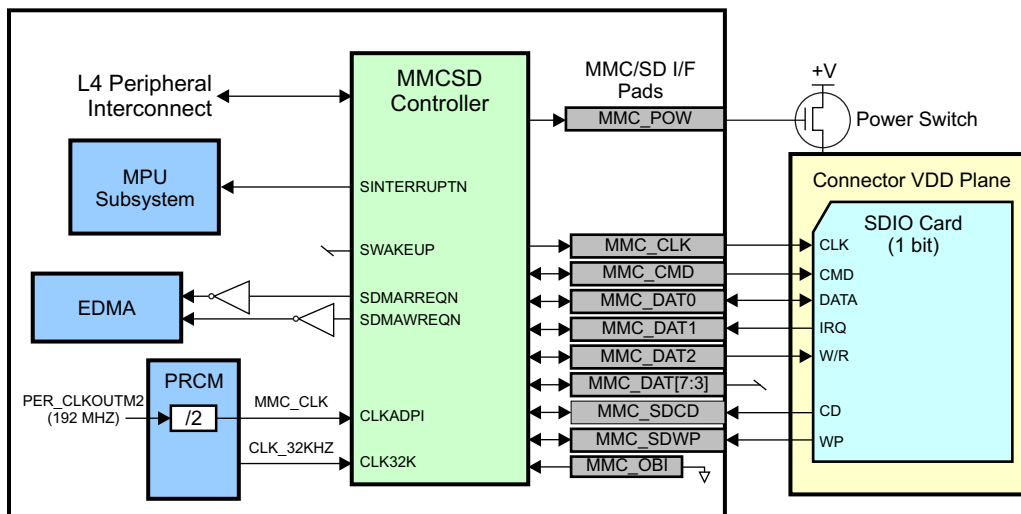 L4 Peripheral
Interconnect
MPU
Subsystem
EDMA
PRCM
PER_CLKOUTM2
(192 MHZ)
/2
MMC_CLK
CLK_32KHZ
MMCSD
Controller
SINTERRUPTN
SWAKEUP
SDMARREQN
SDMAWREQN
CLKADPI
CLK32K
MMC/SD I/F
Pads
MMC_POW
MMC_CLK
MMC_CMD
MMC_DAT0
MMC_DAT1
MMC_DAT2
MMC_DAT[7:3]
MMC_SDCD
MMC_SDWP
MMC_OBI
+V
Power Switch
Connector VDD Plane
SDIO Card
(1 bit)
CLK
CMD
DATA
IRQ
W/R
CD
WP